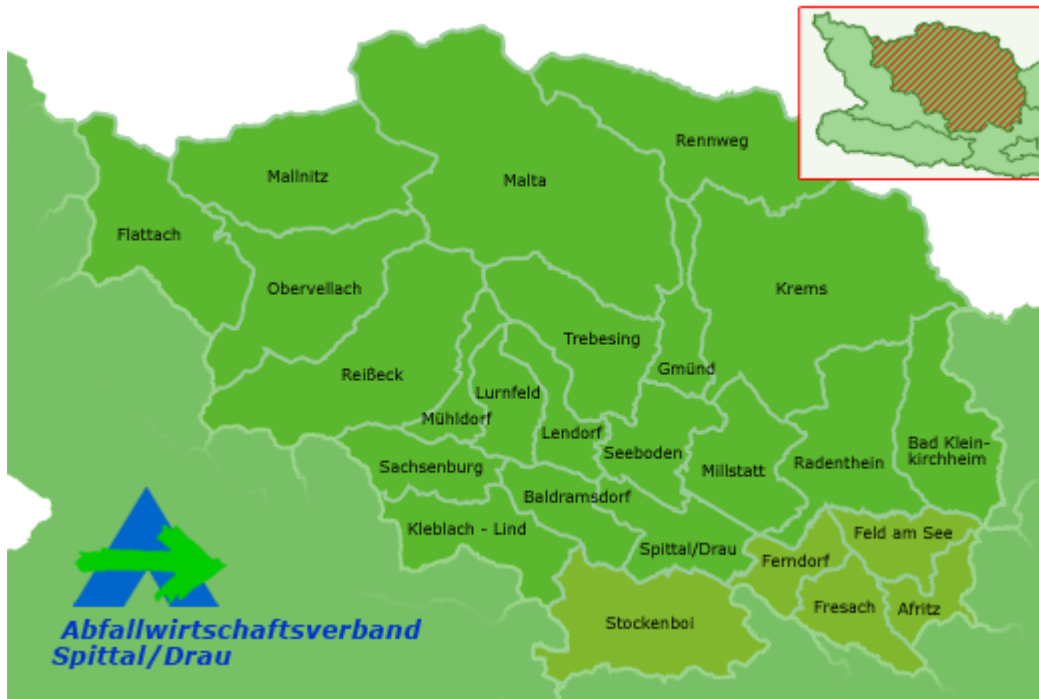 Rennweg
Mallnitz
Malta
Flattach
Obervellach
Krems
Trebesing
Gmünd
Reißeck
Lurnfeld
Mühldorf
Lendorf
Seeboden
Bad Klein-
kirchheim
Sachsenburg
Millstatt
Radenthein
Baldramsdorf
Kleblach - Lind
Spittal/Drau
Feld am See
Ferndorf
Fresach
Afritz
Stockenboi
Abfallwirtschaftsverband
Spittal/Drau